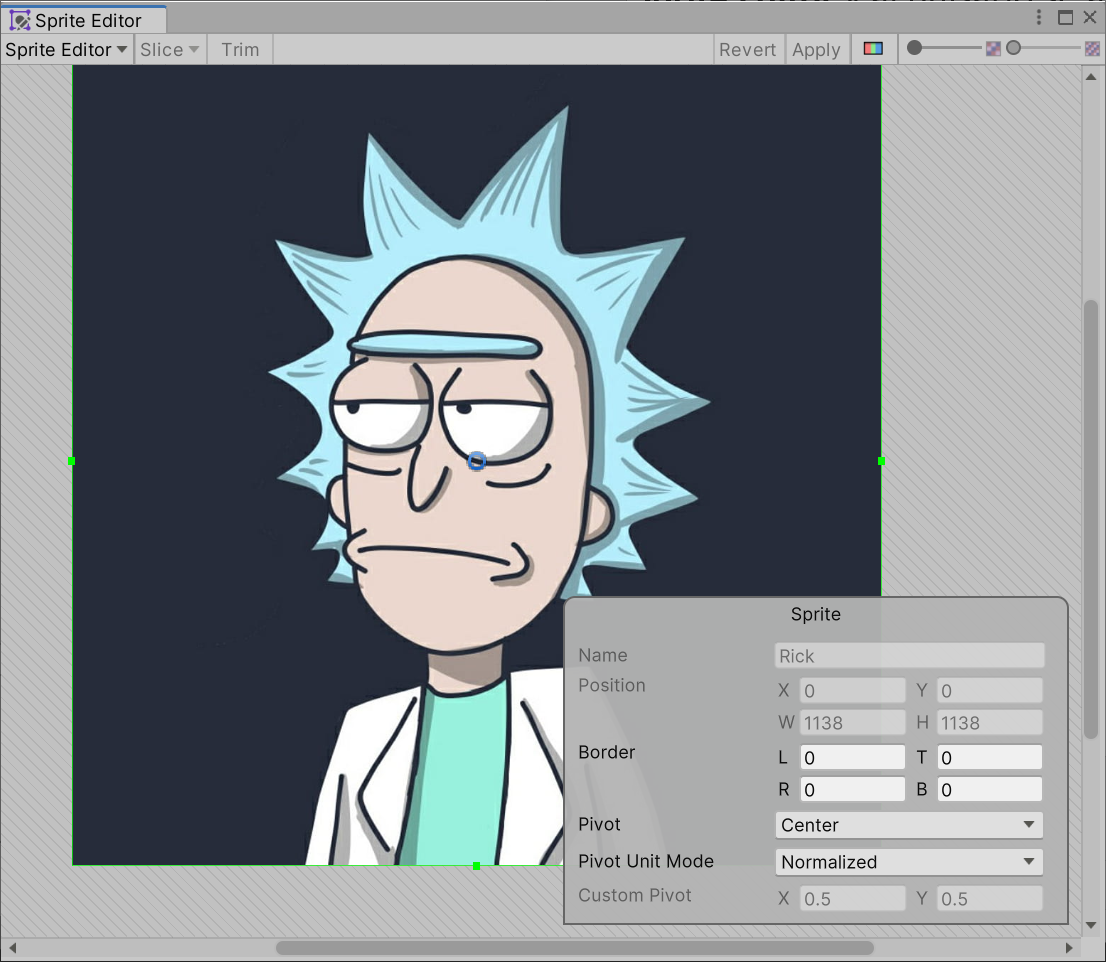 Sprite Editor
Sprite Editor Slice Trim Revert Apply
Sprite
Name Rick
Position X 0 Y 0
W 1138 H 1138
Border L 0 T 0
R 0 B 0
Pivot Center
Pivot Unit Mode Normalized
Custom Pivot X 0.5 Y 0.5